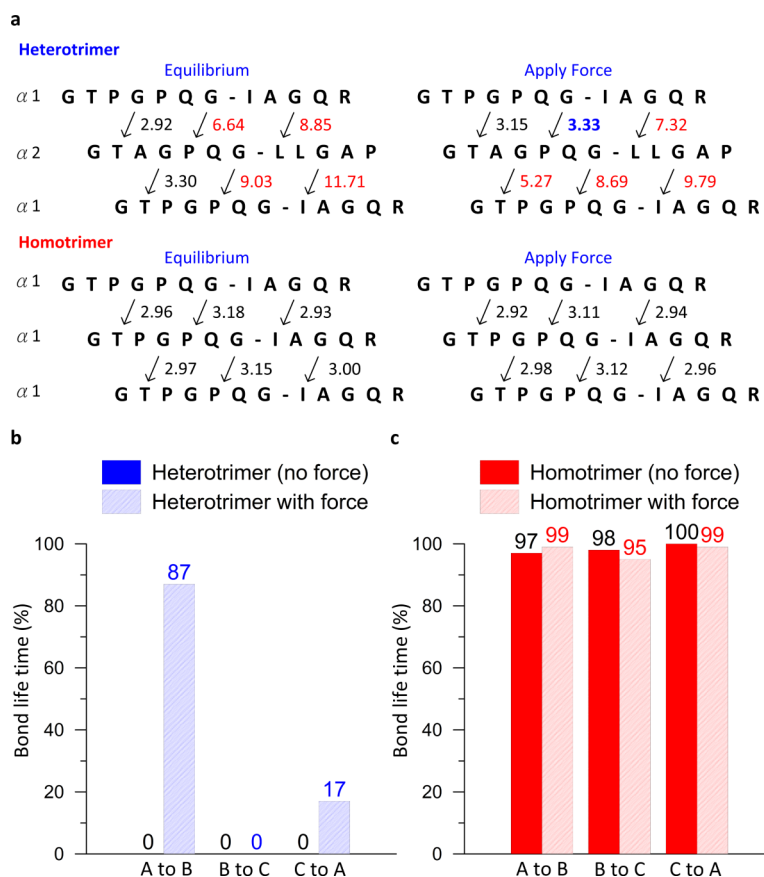 a
Heterotrimer
Equilibrium Apply Force
α1 G T P G P Q G - I A G Q R G T P G P Q G - I A G Q R
2.92 6.64 8.85 3.15 3.33 7.32
α2 G T A G P Q G - L L G A P G T A G P Q G - L L G A P
3.30 9.03 11.71 5.27 8.69 9.79
α1 G T P G P Q G - I A G Q R G T P G P Q G - I A G Q R
Homotrimer
Equilibrium Apply Force
α1 G T P G P Q G - I A G Q R G T P G P Q G - I A G Q R
2.96 3.18 2.93 2.92 3.11 2.94
α1 G T P G P Q G - I A G Q R G T P G P Q G - I A G Q R
2.97 3.15 3.00 2.98 3.12 2.96
α1 G T P G P Q G - I A G Q R G T P G P Q G - I A G Q R
b
Heterotrimer (no force)
Heterotrimer with force
Bond life time (%)
100
80
60
40
20
0
0 87
0 0
0 17
A to B B to C C to A
c
Homotrimer (no force)
Homotrimer with force
Bond life time (%)
100
80
60
40
20
0
97 99
98 95
100 99
A to B B to C C to A